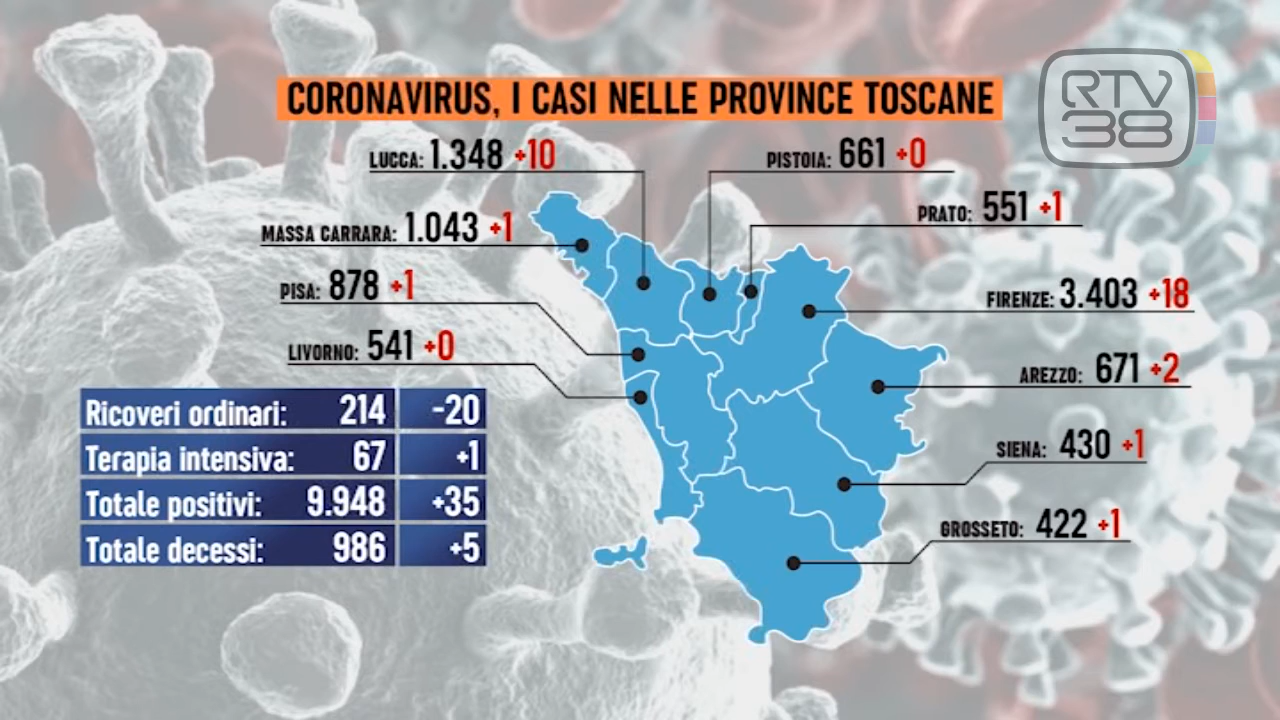 CORONAVIRUS, I CASI NELLE PROVINCE TOSCANE
RTV
38
LUCCA: 1.348 +10
PISTOIA: 661 +0
MASSA CARRARA: 1.043 +1
PRATO: 551 +1
PISA: 878 +1
FIRENZE: 3.403 +18
LIVORNO: 541 +0
AREZZO: 671 +2
SIENA: 430 +1
GROSSETO: 422 +1
Ricoveri ordinari: 214 -20
Terapia intensiva: 67 +1
Totale positivi: 9.948 +35
Totale decessi: 986 +5